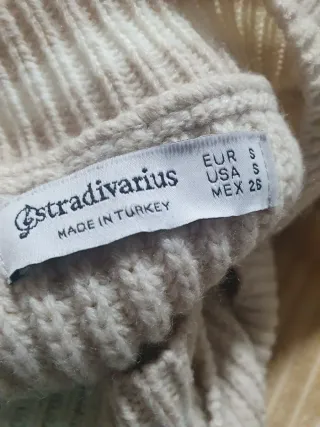 Stradivarius
MADE IN TURKEY
EUR S
USA S
MEX 26